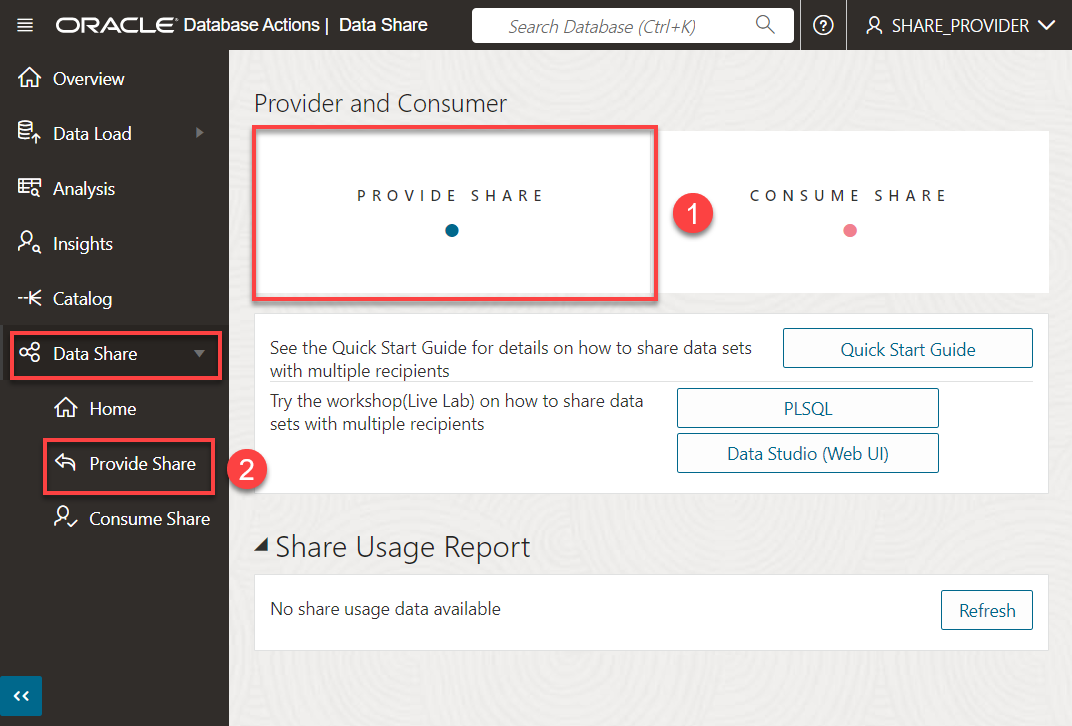 ORACLE® Database Actions | Data Share
Search Database (Ctrl+K)
?
SHARE_PROVIDER
Overview
Data Load
Analysis
Insights
Catalog
Data Share
Home
Provide Share
2
Consume Share
Provider and Consumer
PROVIDE SHARE
1
CONSUME SHARE
See the Quick Start Guide for details on how to share data sets
with multiple recipients
Quick Start Guide
Try the workshop(Live Lab) on how to share data
sets with multiple recipients
PLSQL
Data Studio (Web UI)
Share Usage Report
No share usage data available
Refresh